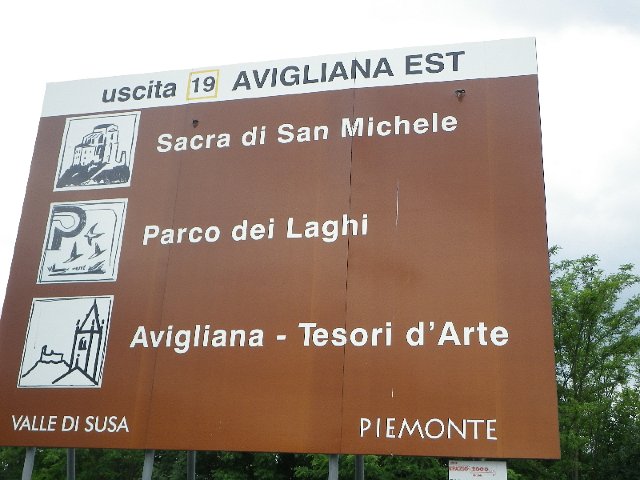 uscita 19 AVIGLIANA EST
Sacra di San Michele
P
Parco dei Laghi
Avigliana - Tesori d'Arte
VALLE DI SUSA
PIEMONTE